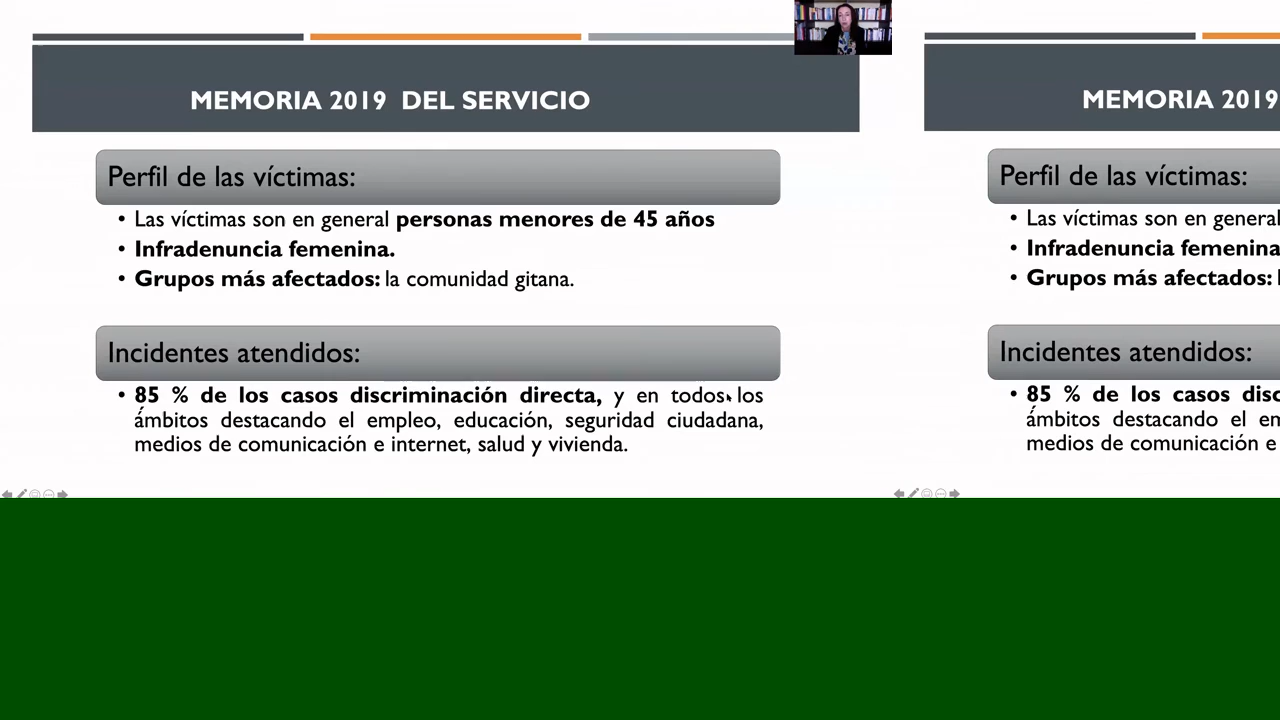 MEMORIA 2019 DEL SERVICIO
Perfil de las víctimas:
• Las víctimas son en general personas menores de 45 años
• Infradenuncia femenina.
• Grupos más afectados: la comunidad gitana.
Incidentes atendidos:
• 85 % de los casos discriminación directa, y en todos los
ámbitos destacando el empleo, educación, seguridad ciudadana,
medios de comunicación e internet, salud y vivienda.
MEMORIA 2019
Perfil de las víctimas:
• Las víctimas son en general
• Infradenuncia femenina
• Grupos más afectados:
Incidentes atendidos:
• 85 % de los casos disc
ámbitos destacando el em
medios de comunicación e